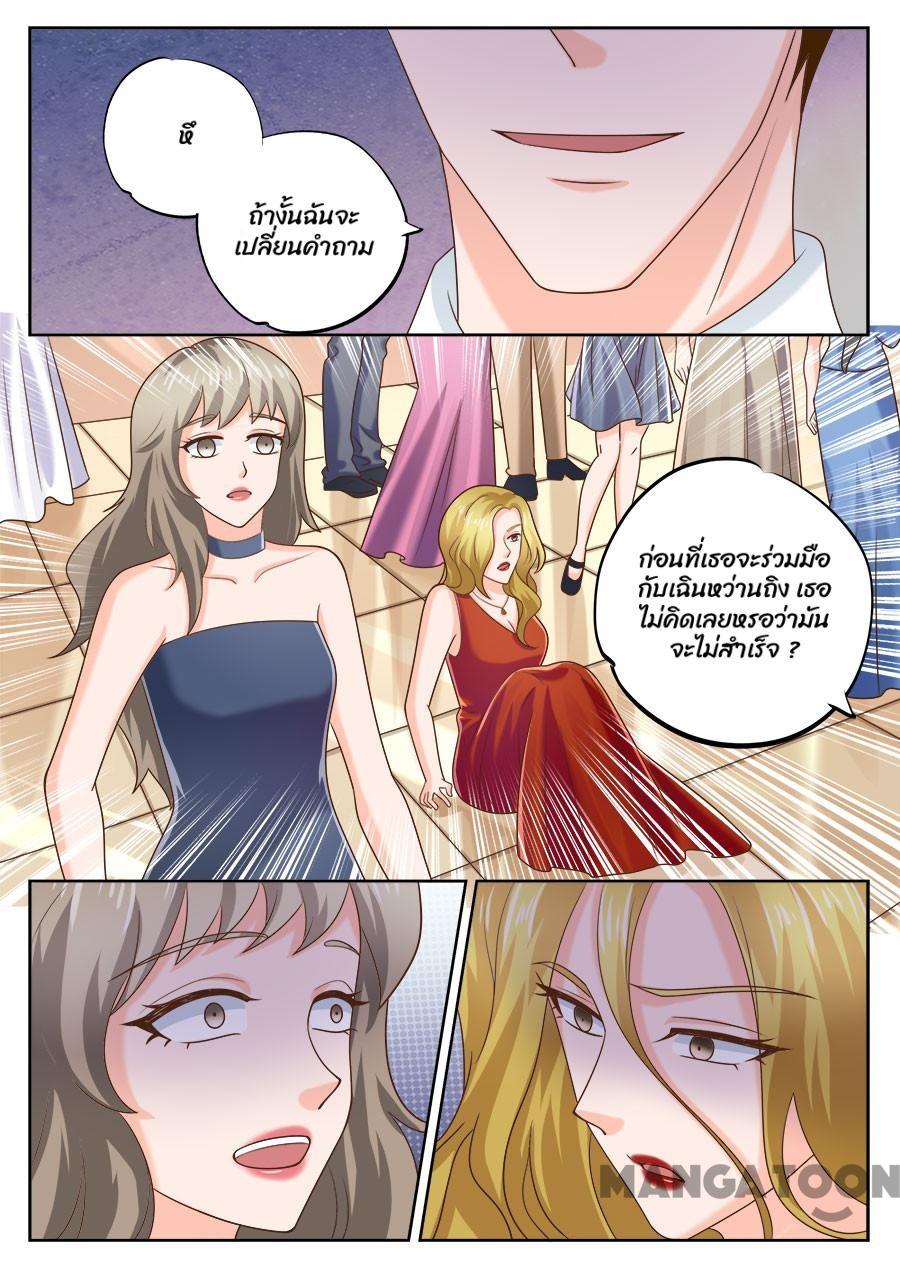 หึ
ถ้างั้นฉันจะ
เปลี่ยนคำถาม
ก่อนที่เธอจะร่วมมือ
กับเฉินหว่านถิง เธอ
ไม่คิดเลยหรอว่ามัน
จะไม่สำเร็จ ?
MANGATOON